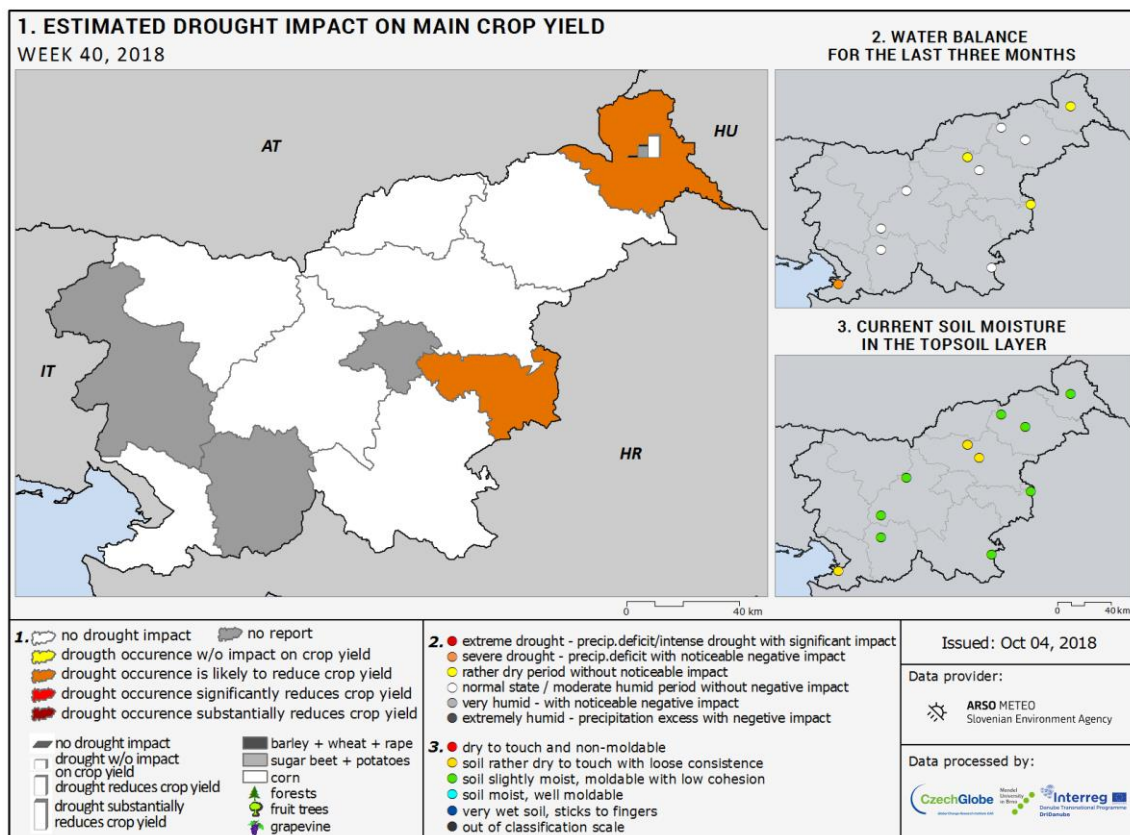 1. ESTIMATED DROUGHT IMPACT ON MAIN CROP YIELD
WEEK 40, 2018
AT
HU
IT
HR
0 40 km
2. WATER BALANCE
FOR THE LAST THREE MONTHS
3. CURRENT SOIL MOISTURE
IN THE TOPSOIL LAYER
0 40 km
1. no drought impact no report
drougth occurence w/o impact on crop yield
drought occurence is likely to reduce crop yield
drought occurence significantly reduces crop yield
drought occurence substantially reduces crop yield
no drought impact
drought w/o impact
on crop yield
drought reduces crop yield
drought substantially
reduces crop yield
barley + wheat + rape
sugar beet + potatoes
corn
forests
fruit trees
grapevine
2. extreme drought - precip.deficit/intense drought with significant impact
severe drought - precip.deficit with noticeable negative impact
rather dry period without noticeable impact
normal state / moderate humid period without negative impact
very humid - with noticeable negative impact
extremely humid - precipitation excess with negative impact
3. dry to touch and non-moldable
soil rather dry to touch with loose consistence
soil slightly moist, moldable with low cohesion
soil moist, well moldable
very wet soil, sticks to fingers
out of classification scale
Issued: Oct 04, 2018
Data provider:
ARSO METEO
Slovenian Environment Agency
Data processed by:
CzechGlobe
Mendel
University
in Brno
Interreg
Danube Transnational Programme
DriDanube